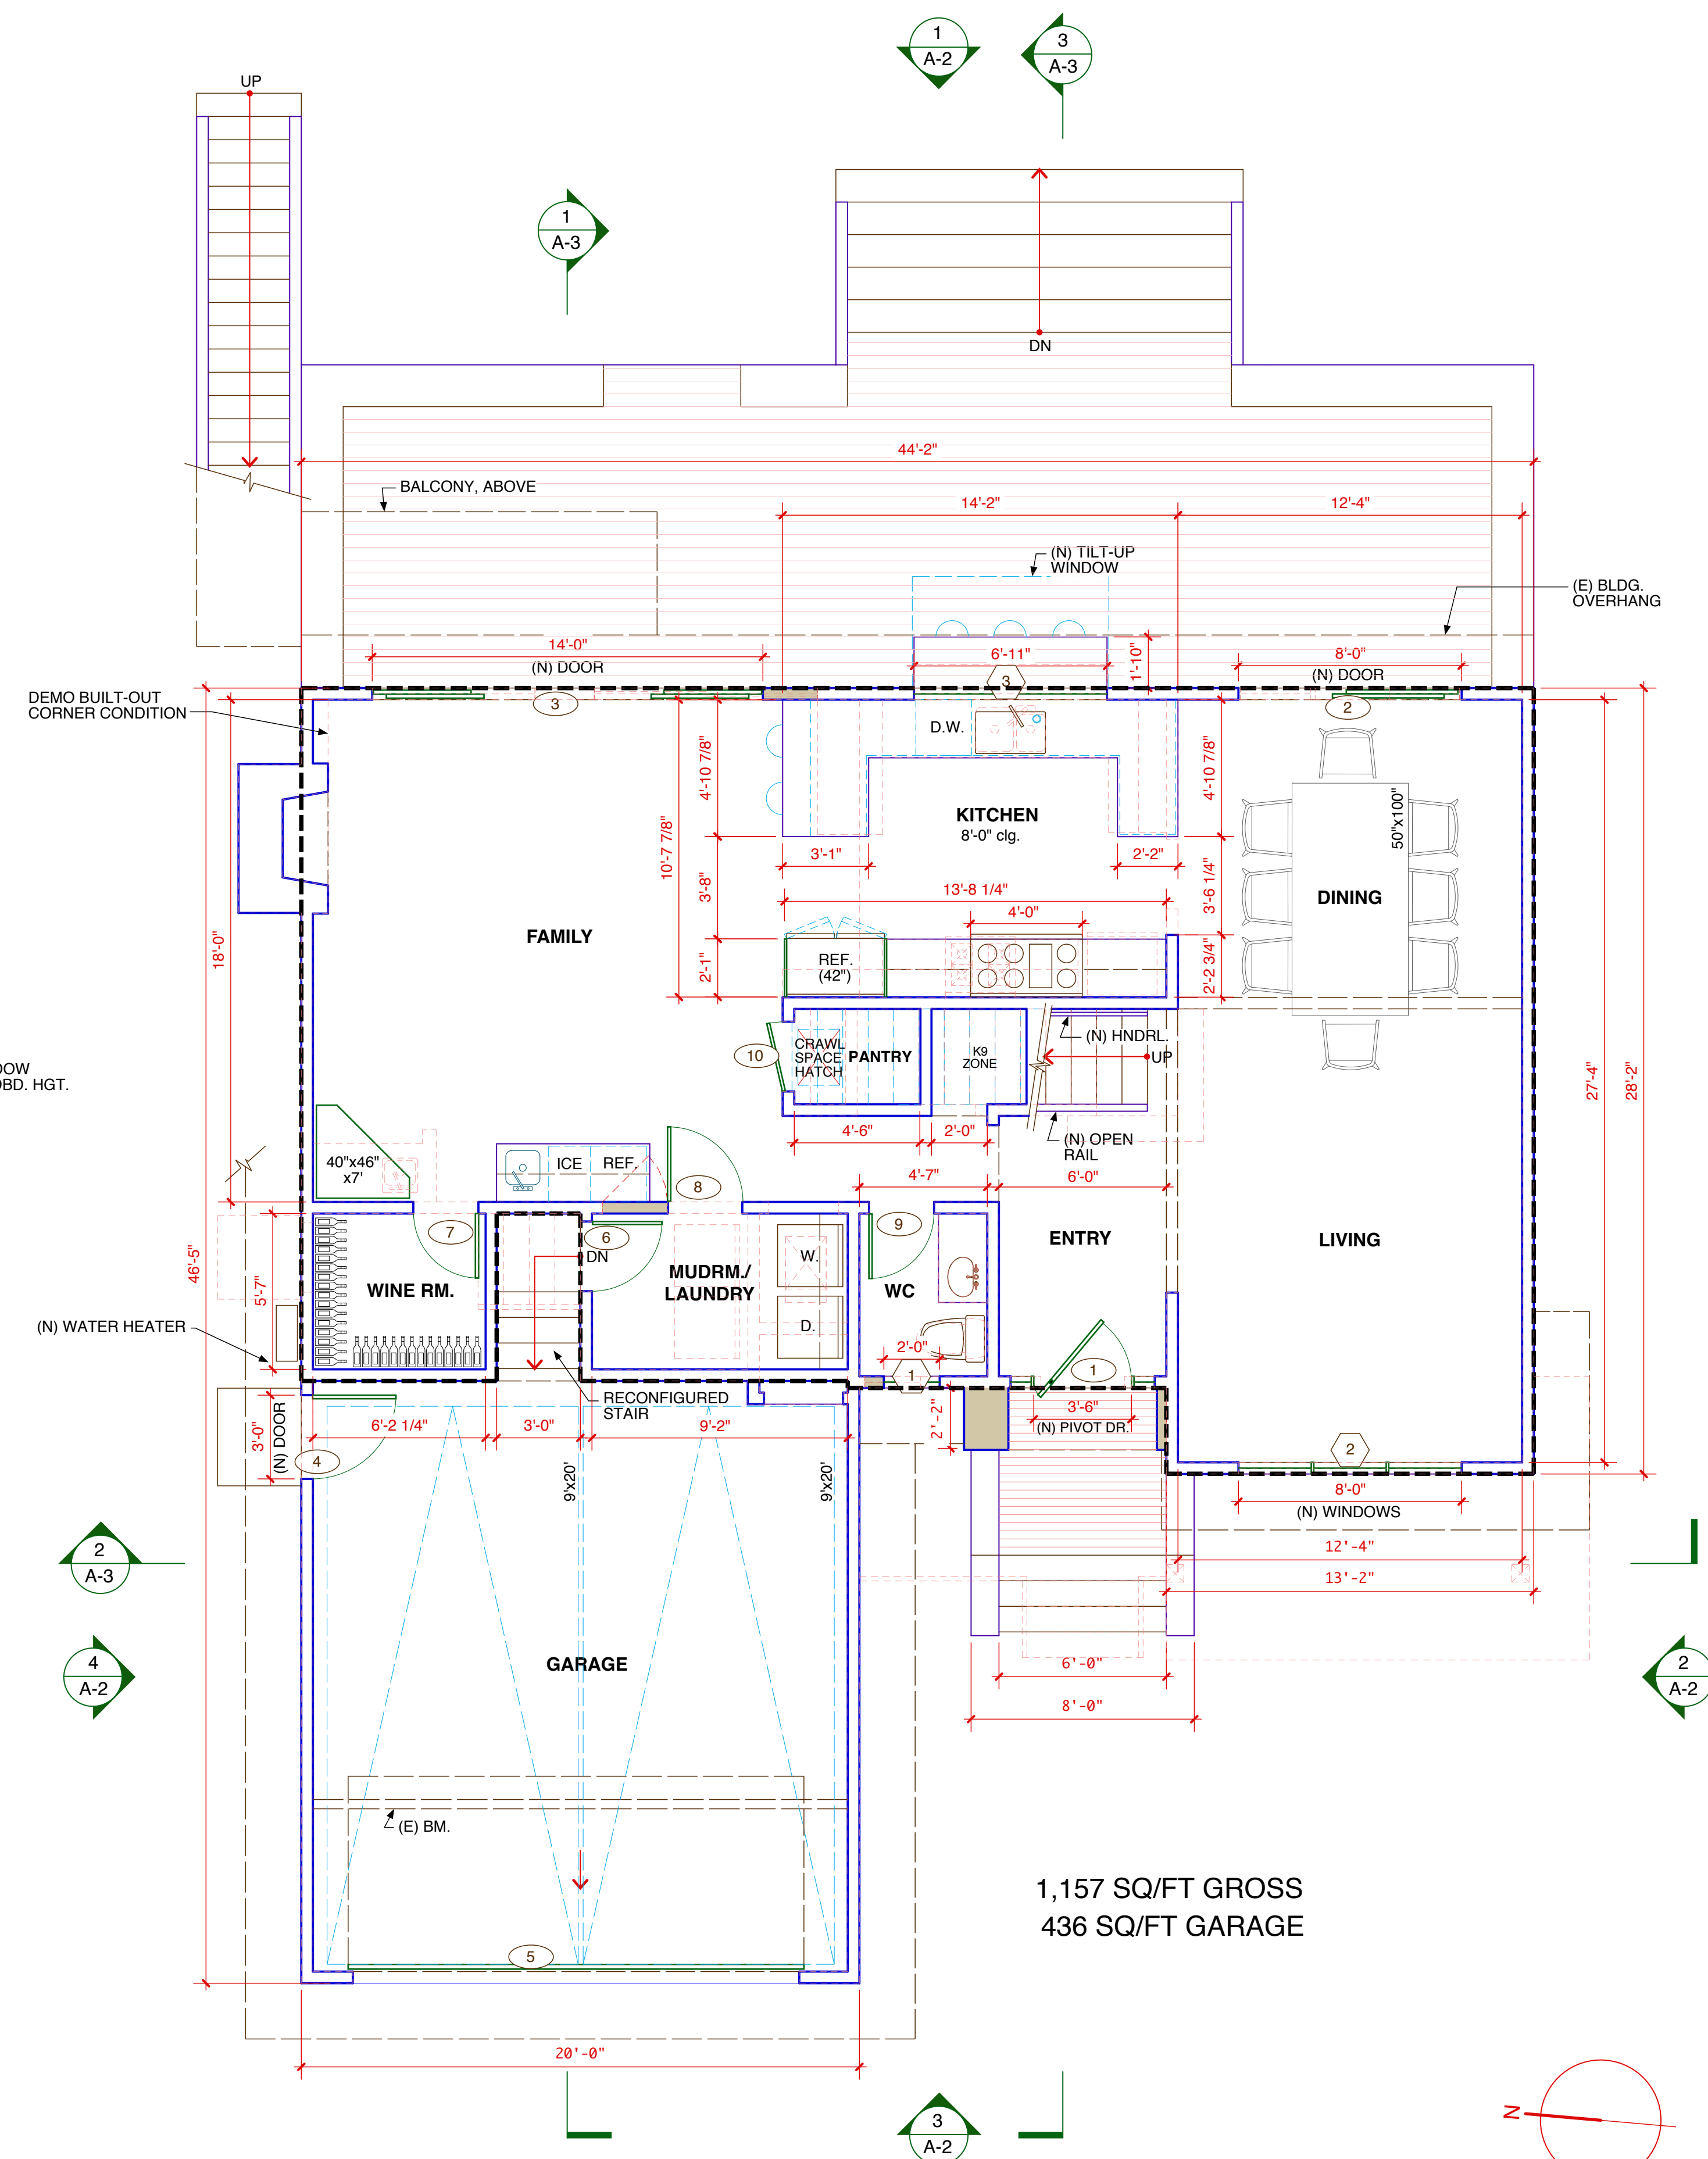 1
A-2
3
A-3
UP
1
A-3
DN
44'-2"
BALCONY, ABOVE
14'-2"
12'-4"
(N) TILT-UP
WINDOW
(E) BLDG.
OVERHANG
14'-0"
(N) DOOR
6'-11"
1'-10"
8'-0"
(N) DOOR
3
DEMO BUILT-OUT
CORNER CONDITION
3
2
D.W.
4'-10 7/8"
4'-10 7/8"
KITCHEN
8'-0" clg.
50"x100"
10'-7 7/8"
3'-1"
2'-2"
3'-8"
13'-8 1/4"
3'-6 1/4"
DINING
4'-0"
FAMILY
18'-0"
REF.
(42")
2'-1"
2'-2 3/4"
(N) HNDRL.
10
CRAWL
SPACE
HATCH
PANTRY
K9
ZONE
UP
DOW
OBD. HGT.
27'-4"
28'-2"
4'-6"
2'-0"
(N) OPEN
RAIL
40"x46"
x7'
ICE
REF.
8
4'-7"
6'-0"
7
6
9
DN
W.
ENTRY
LIVING
46'-5"
5'-7"
WINE RM.
MUDRM./
LAUNDRY
WC
(N) WATER HEATER
D.
2'-0"
1
1
RECONFIGURED
STAIR
3'-0"
(N) DOOR
4
6'-2 1/4"
3'-0"
9'-2"
2'-2"
3'-6"
(N) PIVOT DR.
2
9'x20'
9'x20'
8'-0"
(N) WINDOWS
12'-4"
13'-2"
2
A-3
4
A-2
GARAGE
6'-0"
8'-0"
2
A-2
(E) BM.
1,157 SQ/FT GROSS
436 SQ/FT GARAGE
5
20'-0"
3
A-2
N